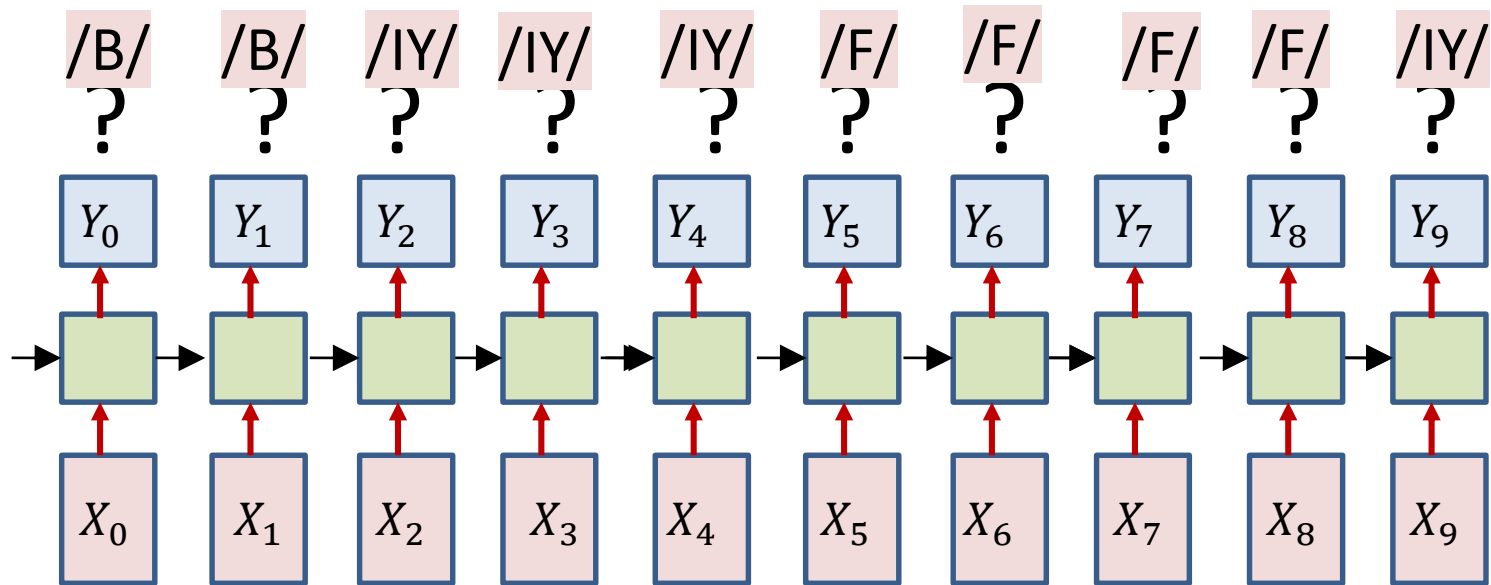 /B/ /B/ /IY/ /IY/ /IY/ /F/ /F/ /F/ /F/ /IY/
? ? ? ? ? ? ? ? ? ?
Y₀ Y₁ Y₂ Y₃ Y₄ Y₅ Y₆ Y₇ Y₈ Y₉
X₀ X₁ X₂ X₃ X₄ X₅ X₆ X₇ X₈ X₉